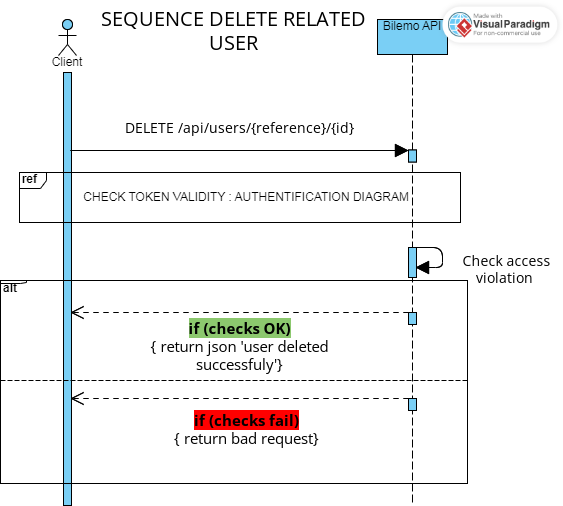 SEQUENCE DELETE RELATED
USER
Made with
VisualParadigm
For non-commercial use
Bilemo API
Client
DELETE /api/users/{reference}/{id}
ref
CHECK TOKEN VALIDITY : AUTHENTIFICATION DIAGRAM
Check access
violation
alt
if (checks OK)
{ return json 'user deleted
successfuly'}
if (checks fail)
{ return bad request}